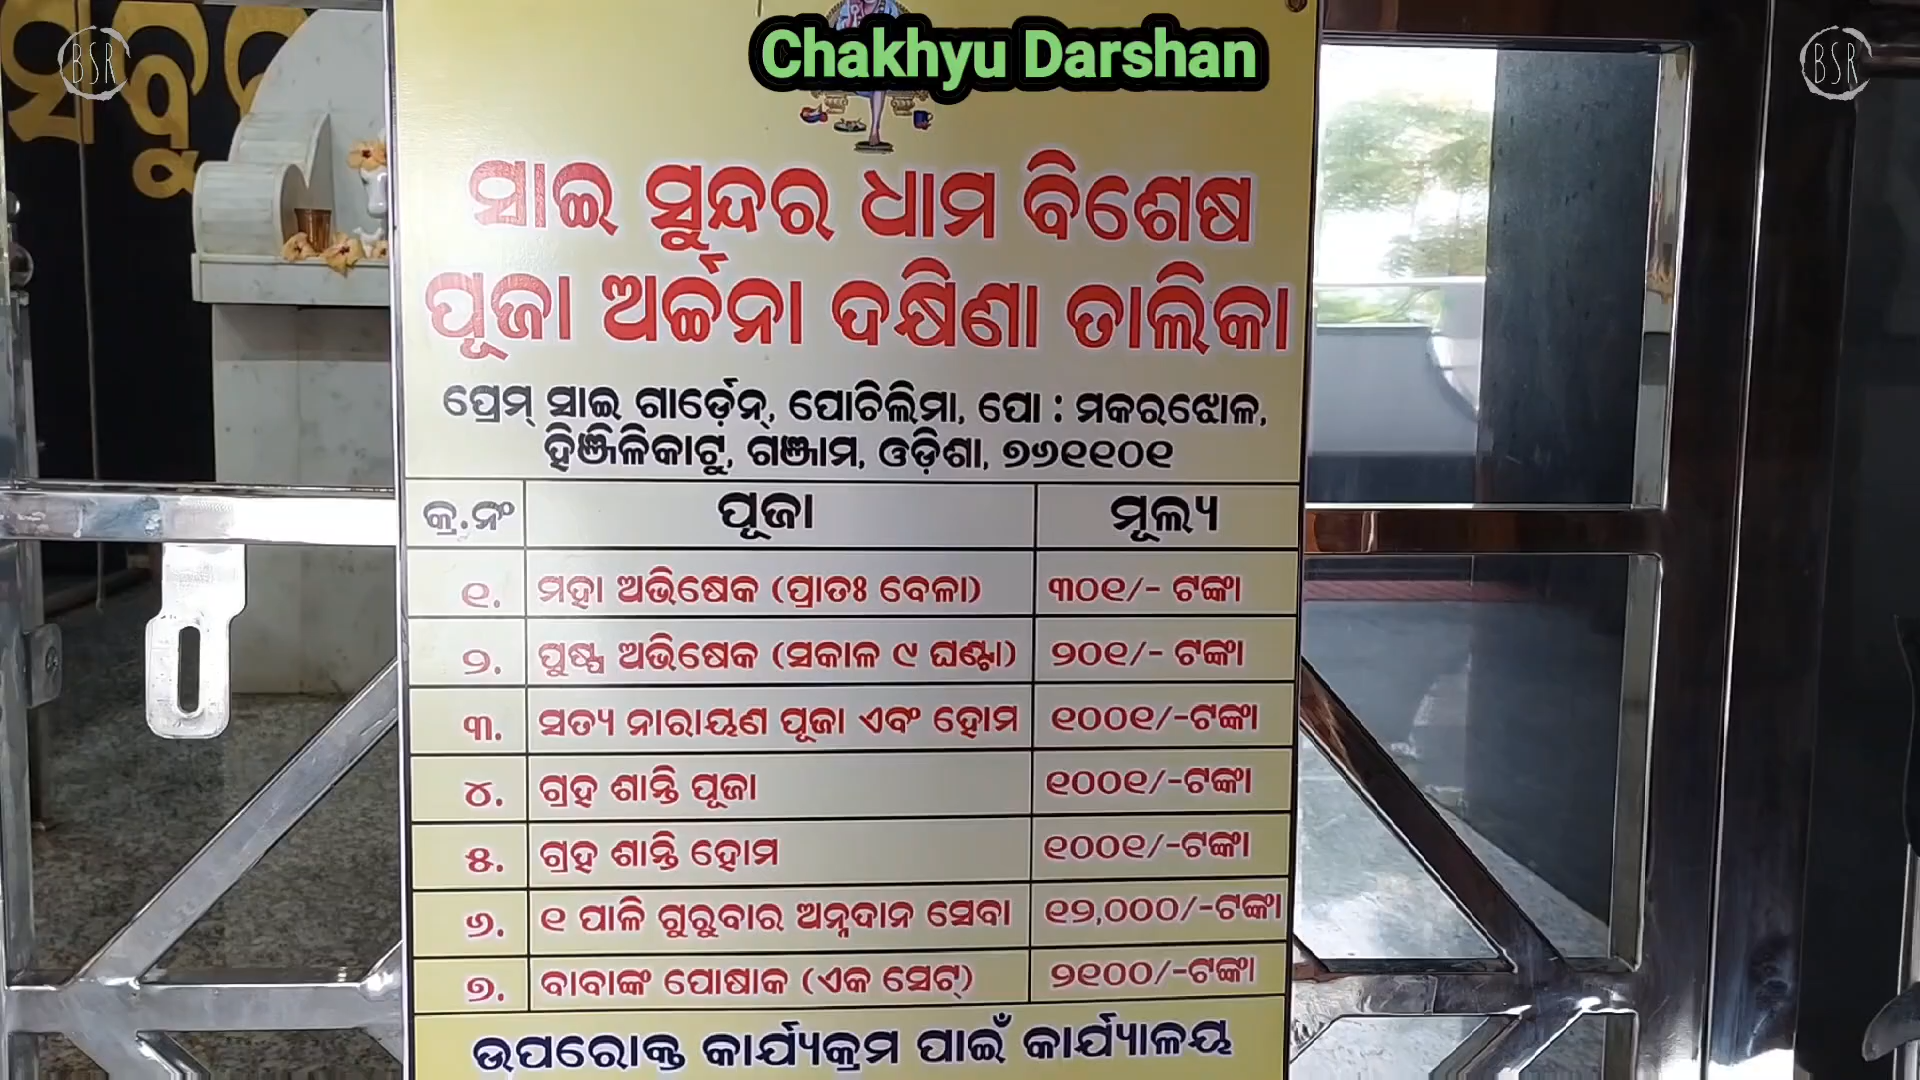 BSR
Chakhyu Darshan
BSR
ସବୁ
ସାଇ ସୁନ୍ଦର ଧାମ ବିଶେଷ
ପୂଜା ଅର୍ଚ୍ଚନା ଦକ୍ଷିଣା ତାଲିକା
ପ୍ରେମ୍ ସାଇ ଗାର୍ଡ଼େନ୍, ପୋଚିଲିମା, ପୋ : ମକରଝୋଳ,
ହିଞ୍ଜିଳିକାଟୁ, ଗଞ୍ଜାମ, ଓଡ଼ିଶା, ୭୬୧୧୦୧
କ୍ର.ନଂ ପୂଜା ମୂଲ୍ୟ
୧. ମହା ଅଭିଷେକ (ପ୍ରାତଃ ବେଳା) ୩୦୧/- ଟଙ୍କା
୨. ପୁଷ୍ପ ଅଭିଷେକ (ସକାଳ ୯ ଘଣ୍ଟା) ୨୦୧/- ଟଙ୍କା
୩. ସତ୍ୟ ନାରାୟଣ ପୂଜା ଏବଂ ହୋମ ୧୦୦୧/-ଟଙ୍କା
୪. ଗ୍ରହ ଶାନ୍ତି ପୂଜା ୧୦୦୧/-ଟଙ୍କା
୫. ଗ୍ରହ ଶାନ୍ତି ହୋମ ୧୦୦୧/-ଟଙ୍କା
୬. ୧ ପାଳି ଗୁରୁବାର ଅନ୍ନଦାନ ସେବା ୧୨,୦୦୦/-ଟଙ୍କା
୭. ବାବାଙ୍କ ପୋଷାକ (ଏକ ସେଟ୍) ୨୧୦୦/-ଟଙ୍କା
ଉପରୋକ୍ତ କାର୍ଯ୍ୟକ୍ରମ ପାଇଁ କାର୍ଯ୍ୟାଳୟ